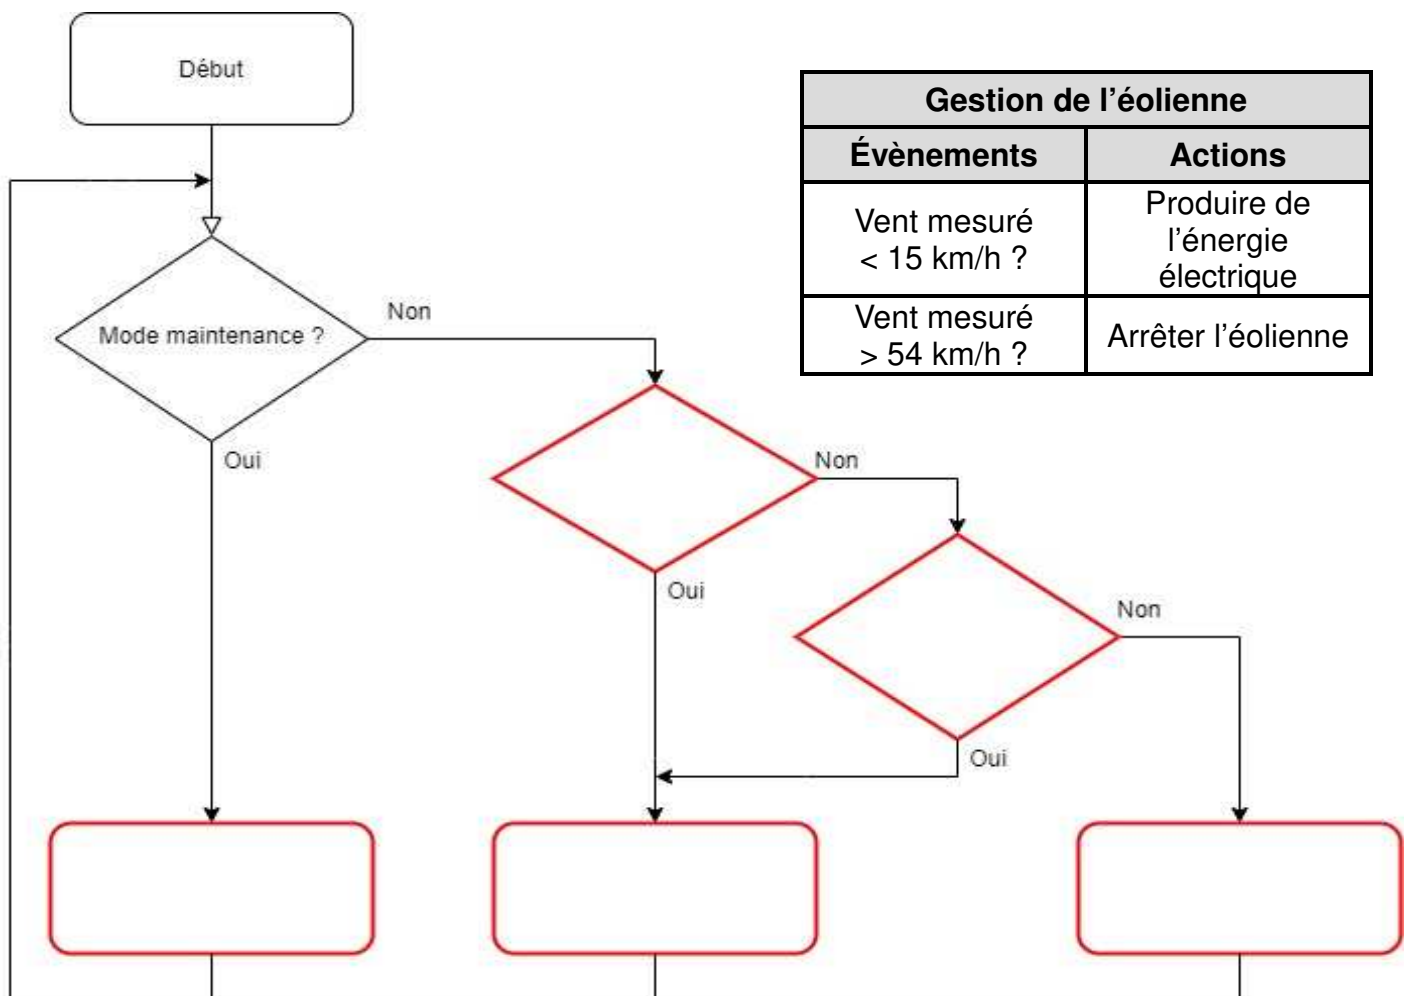 Début
Gestion de l’éolienne
Évènements
Actions
Vent mesuré
< 15 km/h ?
Produire de
l’énergie
électrique
Vent mesuré
> 54 km/h ?
Arrêter l’éolienne
Mode maintenance ?
Non
Oui
Non
Oui
Non
Oui